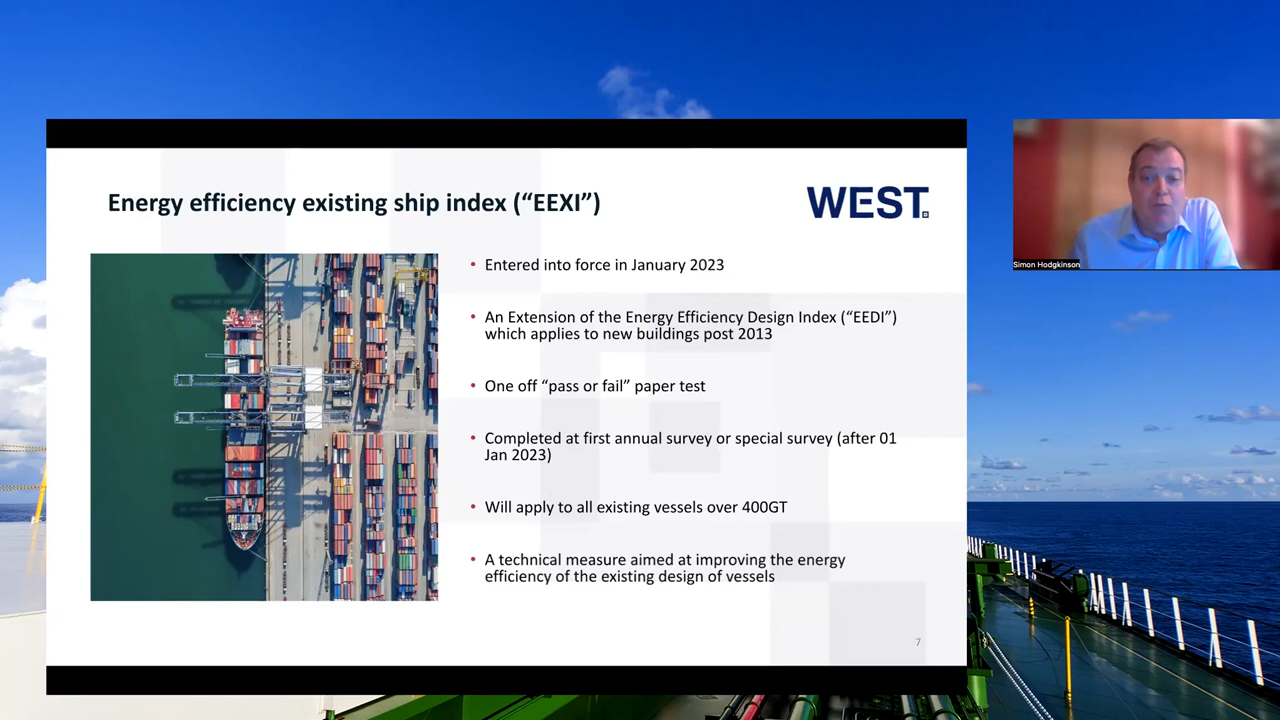 Energy efficiency existing ship index (“EEXI”)
WEST.
• Entered into force in January 2023
• An Extension of the Energy Efficiency Design Index (“EEDI”)
which applies to new buildings post 2013
• One off “pass or fail” paper test
• Completed at first annual survey or special survey (after 01
Jan 2023)
• Will apply to all existing vessels over 400GT
• A technical measure aimed at improving the energy
efficiency of the existing design of vessels
7
Simon Hodgkinson